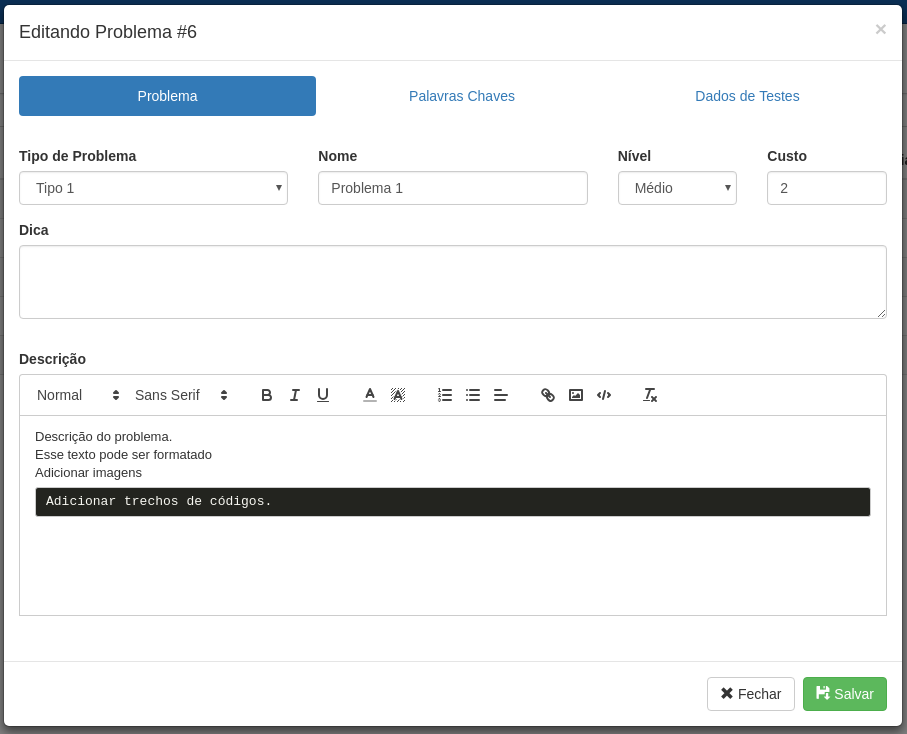 Editando Problema #6 ×
Problema Palavras Chaves Dados de Testes
Tipo de Problema Nome Nível Custo
Tipo 1 Problema 1 Médio 2
Dica
Descrição
Normal Sans Serif B I U A A
Descrição do problema.
Esse texto pode ser formatado
Adicionar imagens
Adicionar trechos de códigos.
Fechar Salvar